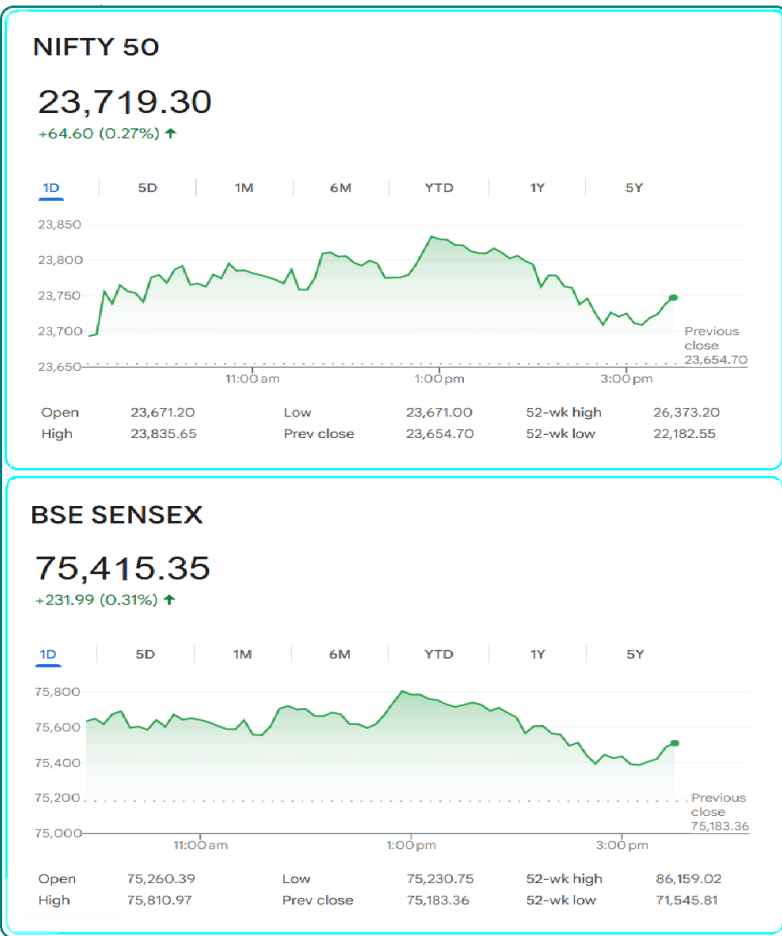 NIFTY 50
23,719.30
+64.60 (0.27%) ↑
1D 5D 1M 6M YTD 1Y 5Y
23,850
23,800
23,750
23,700
23,650
Previous
close
23,654.70
11:00 am 1:00 pm 3:00 pm
Open 23,671.20 Low 23,671.00 52-wk high 26,373.20
High 23,835.65 Prev close 23,654.70 52-wk low 22,182.55
BSE SENSEX
75,415.35
+231.99 (0.31%) ↑
1D 5D 1M 6M YTD 1Y 5Y
75,800
75,600
75,400
75,200
75,000
Previous
close
75,183.36
11:00 am 1:00 pm 3:00 pm
Open 75,260.39 Low 75,230.75 52-wk high 86,159.02
High 75,810.97 Prev close 75,183.36 52-wk low 71,545.81